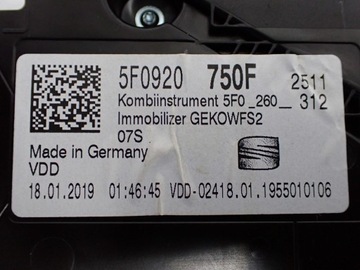 5F0920 750F 2511
Kombiinstrument 5F0_260__ 312
Immobilizer GEKOWFS2
07S
Made in Germany
VDD
18.01.2019 01:46:45 VDD-02418.01.1955010106